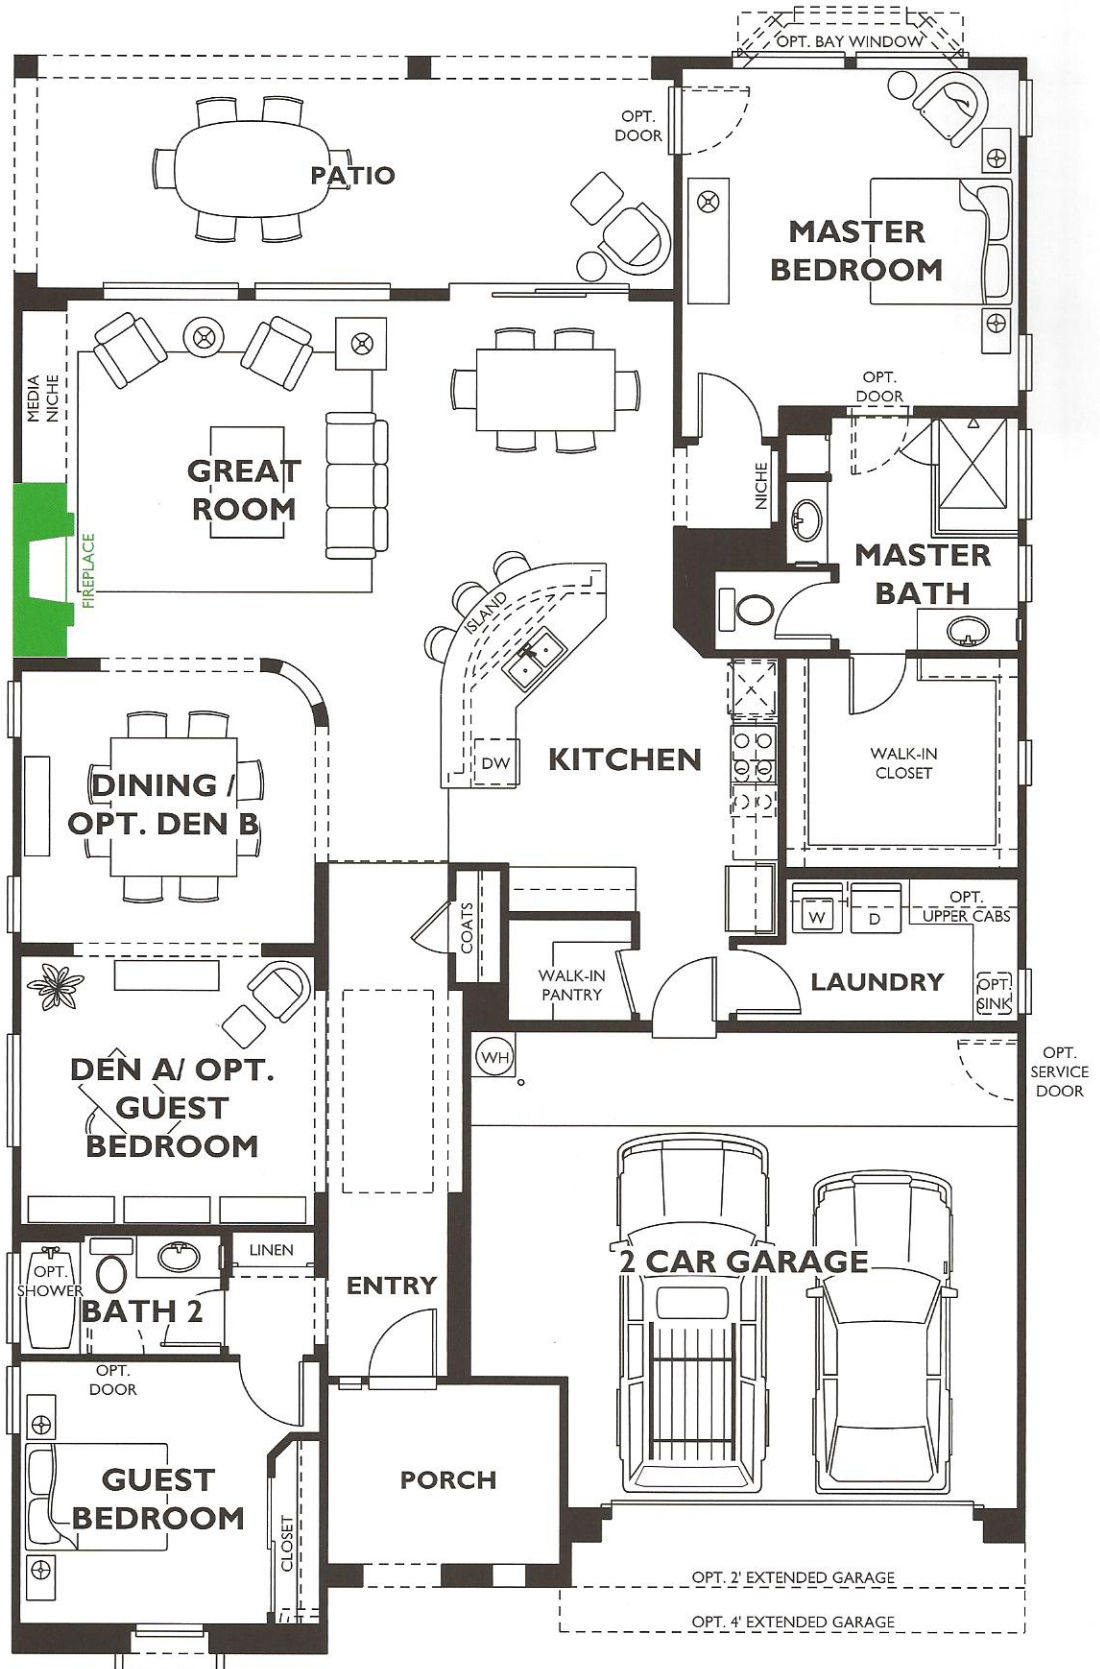 OPT. BAY WINDOW
OPT.
DOOR
PATIO
MASTER
BEDROOM
MEDIA
NICHE
OPT.
DOOR
GREAT
ROOM
NICHE
FIREPLACE
MASTER
BATH
ISLAND
DW
KITCHEN
WALK-IN
CLOSET
DINING /
OPT. DEN B
COATS
W
D
OPT.
UPPER CABS
WALK-IN
PANTRY
LAUNDRY
OPT.
SINK
DEN A/ OPT.
GUEST
BEDROOM
WH
OPT.
SERVICE
DOOR
LINEN
OPT.
SHOWER
BATH 2
ENTRY
2 CAR GARAGE
OPT.
DOOR
GUEST
BEDROOM
CLOSET
PORCH
OPT. 2' EXTENDED GARAGE
OPT. 4' EXTENDED GARAGE